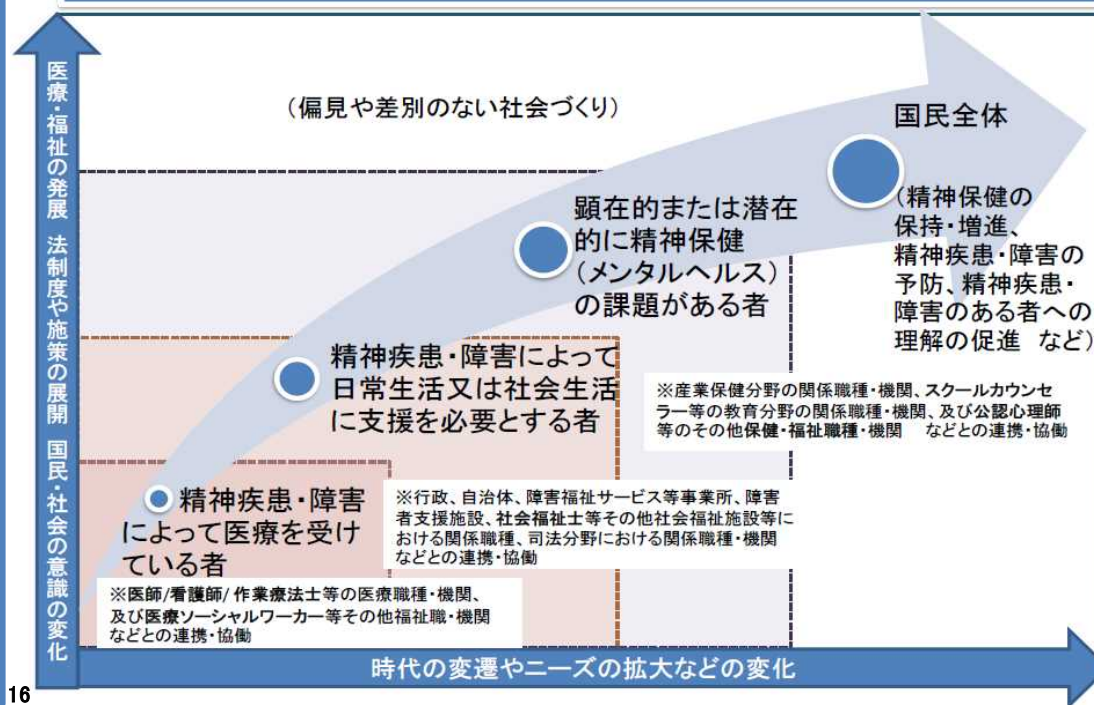 医療・福祉の発展 法制度や施策の展開 国民・社会の意識の変化
（偏見や差別のない社会づくり）
国民全体
（精神保健の
保持・増進、
精神疾患・障害の
予防、精神疾患・
障害のある者への
理解の促進 など）
顕在的または潜在
的に精神保健
（メンタルヘルス）
の課題がある者
精神疾患・障害によって
日常生活又は社会生活
に支援を必要とする者
※産業保健分野の関係職種・機関、スクールカウンセ
ラー等の教育分野の関係職種・機関、及び公認心理師
等のその他保健・福祉職種・機関 などとの連携・協働
精神疾患・障害
によって医療を受け
ている者
※行政、自治体、障害福祉サービス等事業所、障害
者支援施設、社会福祉士等その他社会福祉施設等に
おける関係職種、司法分野における関係職種・機関
などとの連携・協働
※医師/看護師/作業療法士等の医療職種・機関、
及び医療ソーシャルワーカー等その他福祉職・機関
などとの連携・協働
時代の変遷やニーズの拡大などの変化
16